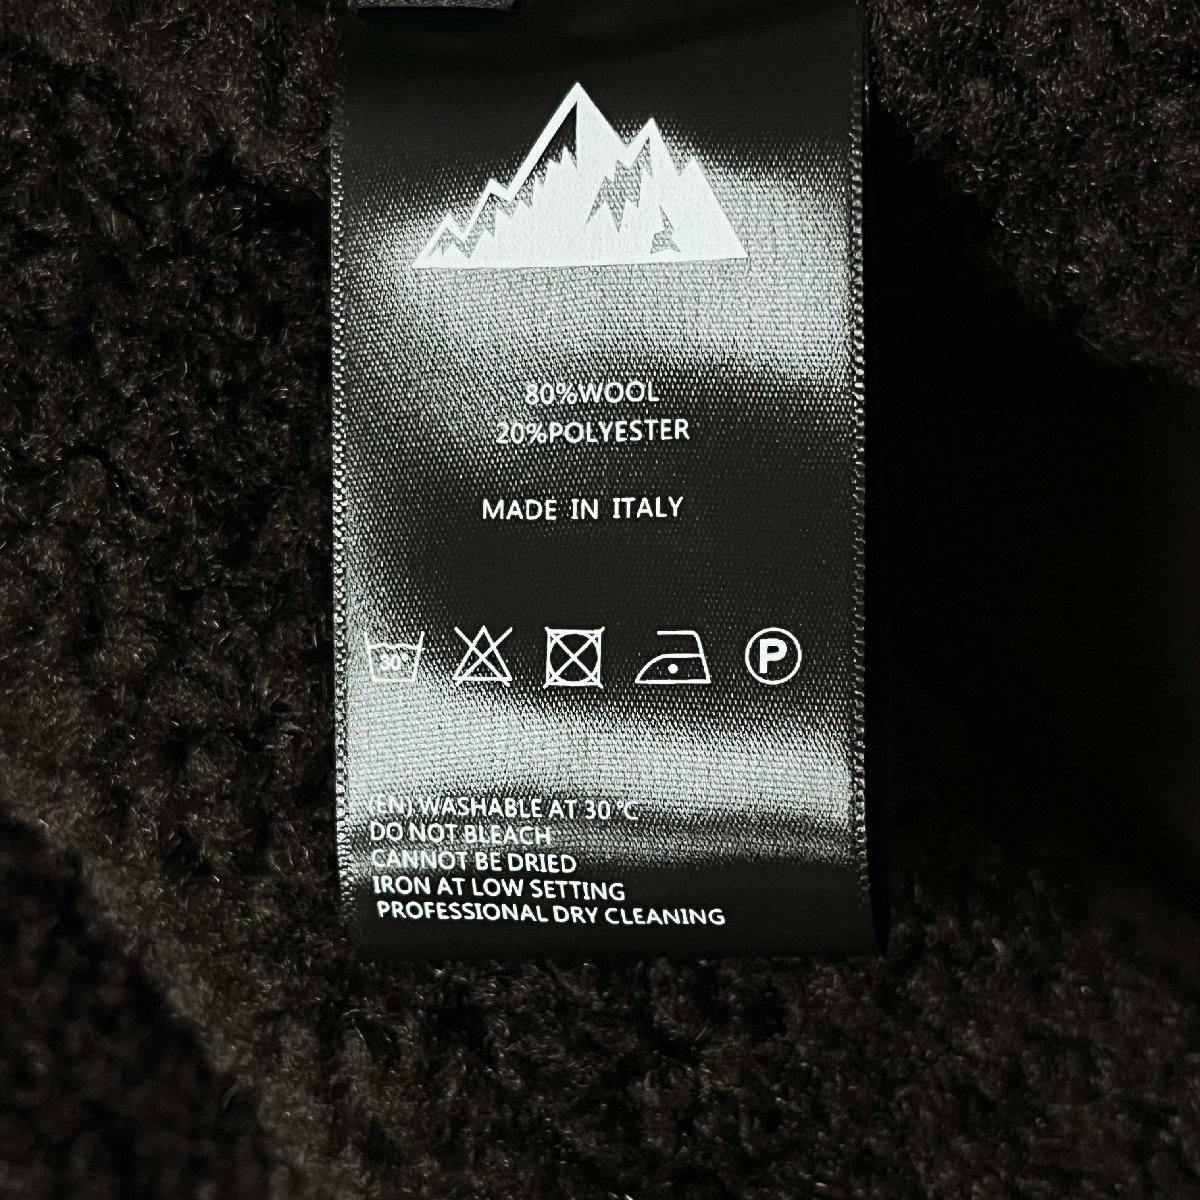 80%WOOL
20%POLYESTER
MADE IN ITALY
30° P
(EN) WASHABLE AT 30 °C
DO NOT BLEACH
CANNOT BE DRIED
IRON AT LOW SETTING
PROFESSIONAL DRY CLEANING